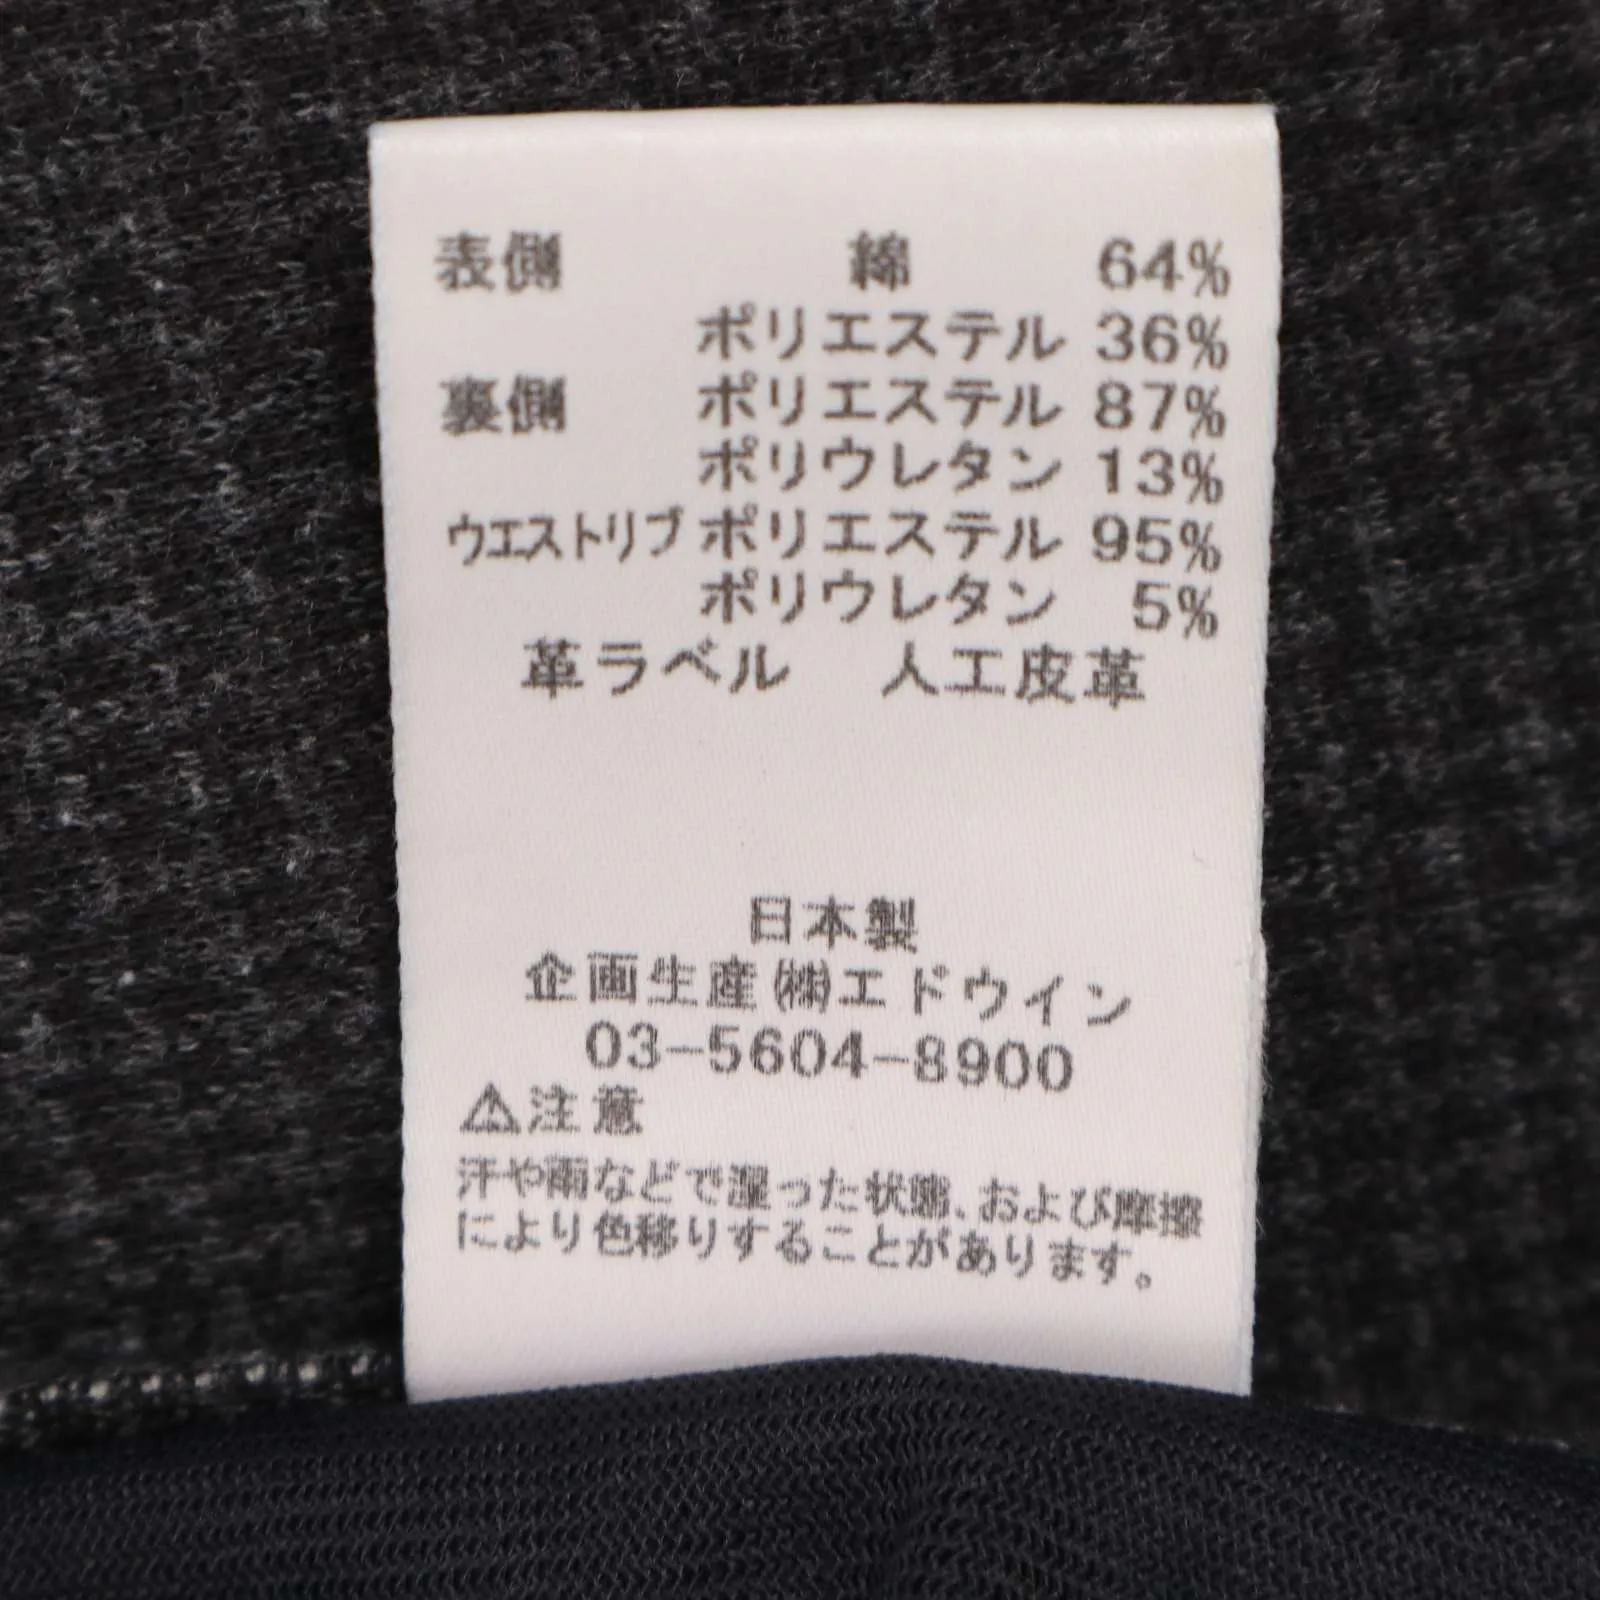 表側 綿 64%
ポリエステル 36%
裏側 ポリエステル 87%
ポリウレタン 13%
ウエストリブ ポリエステル 95%
ポリウレタン 5%
革ラベル 人工皮革
日本製
企画生産㈱エドウイン
03-5604-8900
⚠注意
汗や雨などで湿った状態、および摩擦
により色移りすることがあります。